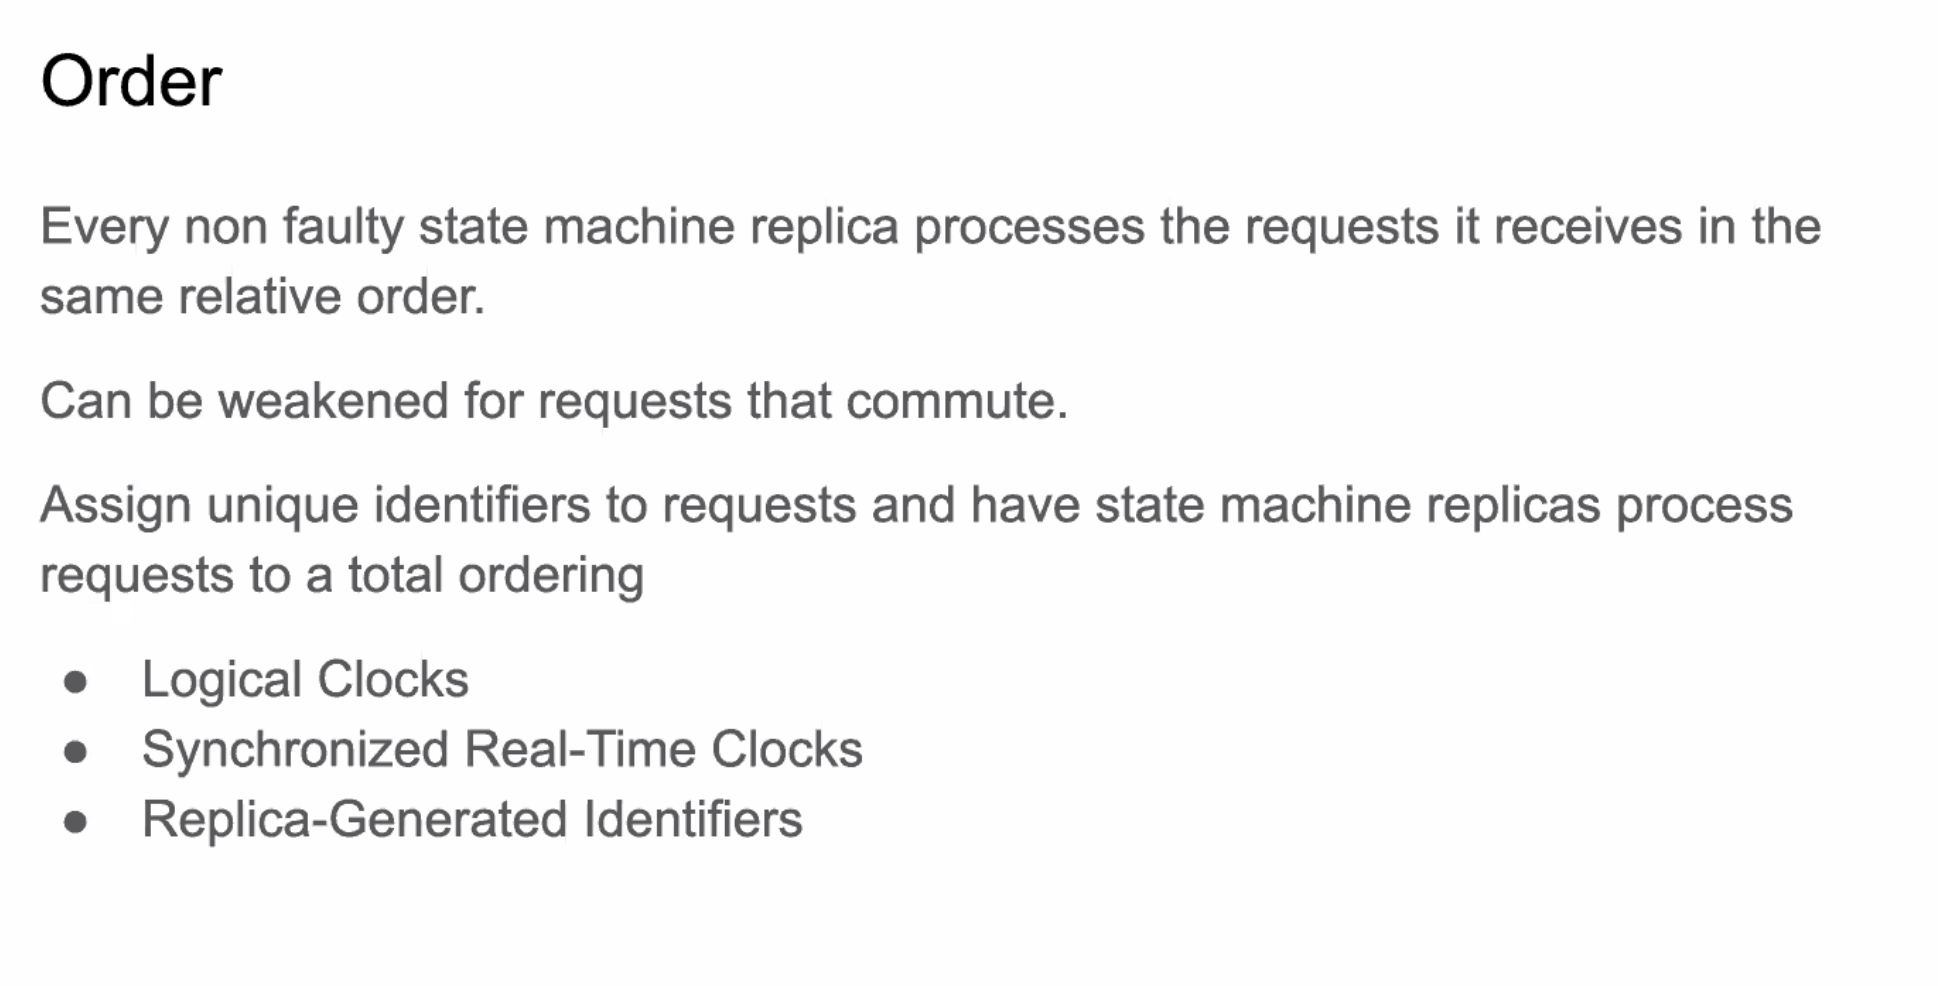 Order
Every non faulty state machine replica processes the requests it receives in the
same relative order.
Can be weakened for requests that commute.
Assign unique identifiers to requests and have state machine replicas process
requests to a total ordering
● Logical Clocks
● Synchronized Real-Time Clocks
● Replica-Generated Identifiers